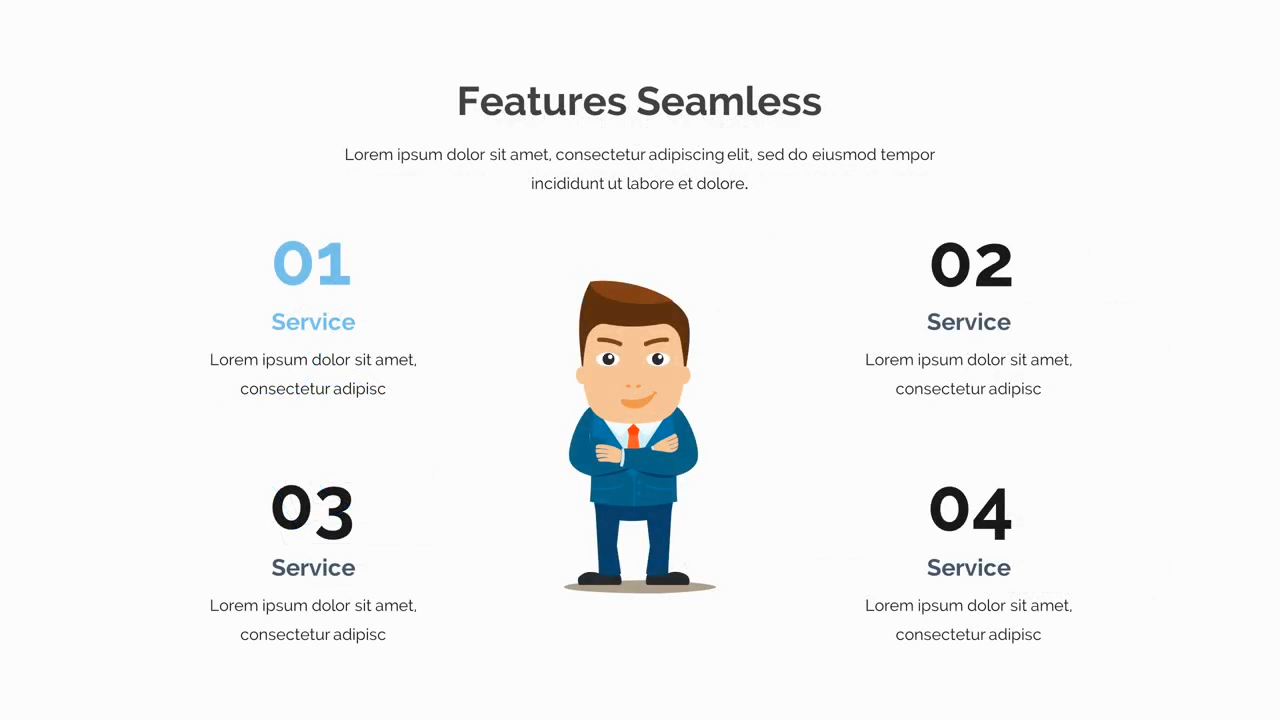 Features Seamless
Lorem ipsum dolor sit amet, consectetur adipiscing elit, sed do eiusmod tempor
incididunt ut labore et dolore.
01
Service
Lorem ipsum dolor sit amet,
consectetur adipisc
02
Service
Lorem ipsum dolor sit amet,
consectetur adipisc
03
Service
Lorem ipsum dolor sit amet,
consectetur adipisc
04
Service
Lorem ipsum dolor sit amet,
consectetur adipisc